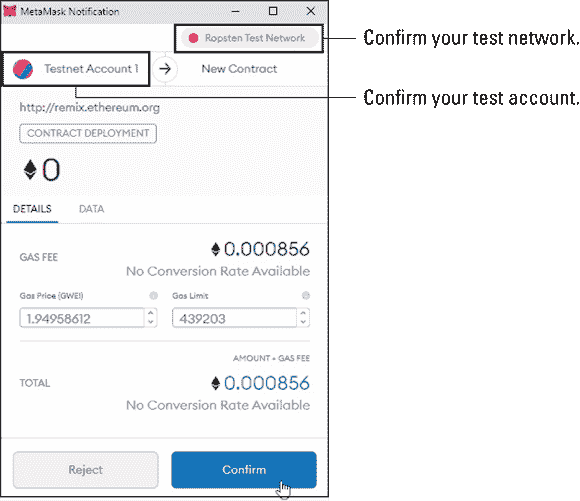 MetaMask Notification
Ropsten Test Network
Confirm your test network.
Testnet Account 1
New Contract
Confirm your test account.
http://remix.ethereum.org
CONTRACT DEPLOYMENT
0
DETAILS DATA
GAS FEE 0.000856
No Conversion Rate Available
Gas Price (GWEI) Gas Limit
1.94958612 439203
AMOUNT + GAS FEE
TOTAL 0.000856
No Conversion Rate Available
Reject Confirm